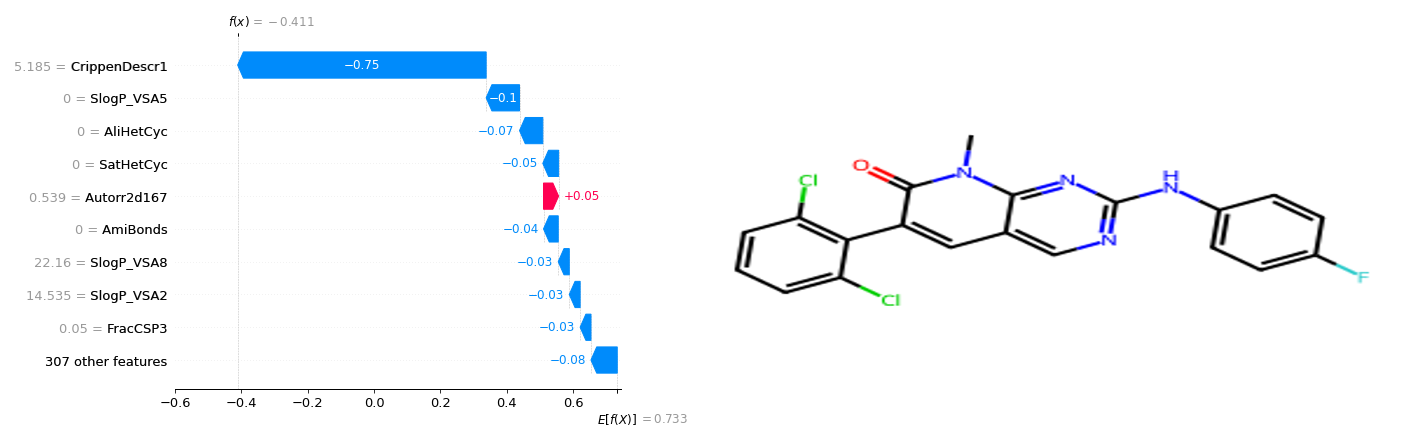 f(x) = −0.411
5.185 = CrippenDescr1
−0.75
0 = SlogP_VSA5
−0.1
0 = AliHetCyc
−0.07
0 = SatHetCyc
−0.05
0.539 = Autorr2d167
+0.05
0 = AmiBonds
−0.04
22.16 = SlogP_VSA8
−0.03
14.535 = SlogP_VSA2
−0.03
0.05 = FracCSP3
−0.03
307 other features
−0.08
−0.6 −0.4 −0.2 0.0 0.2 0.4 0.6
E[f(X)] = 0.733
O
N
Cl
N
H
N
N
Cl
F